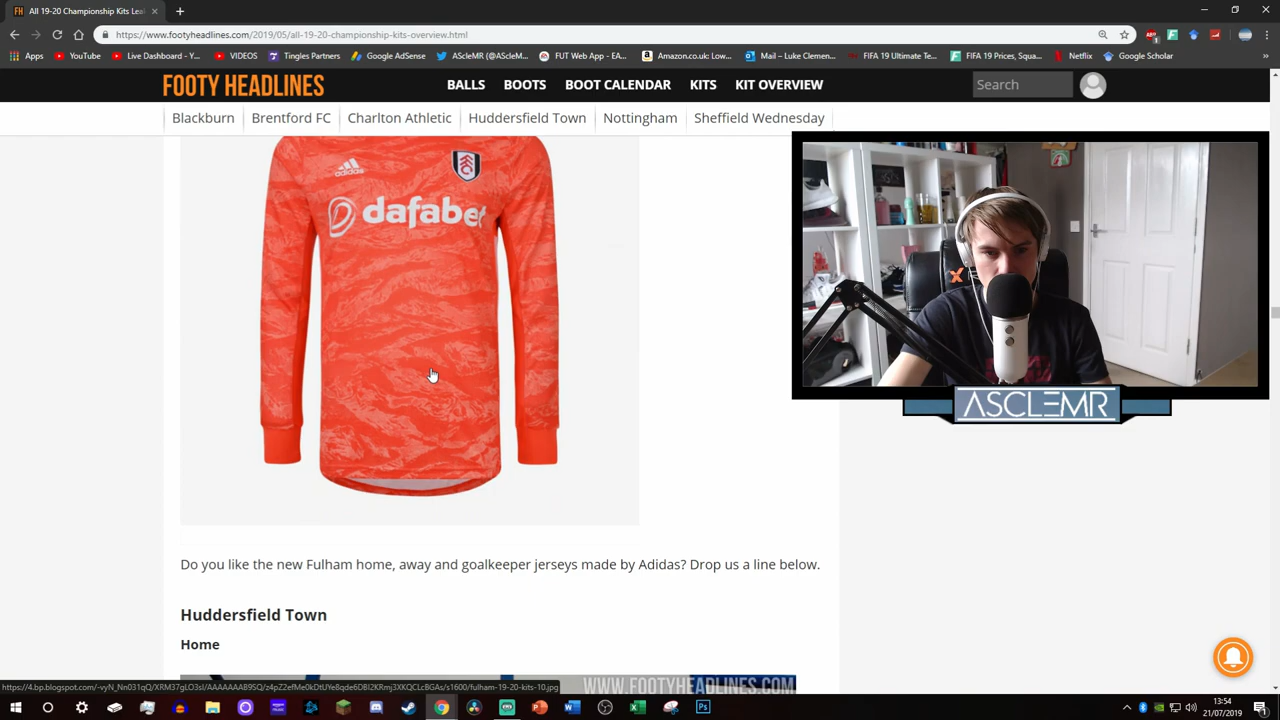 All 19-20 Championship Kits Lea
https://www.footyheadlines.com/2019/05/all-19-20-championship-kits-overview.html
Apps
YouTube
Live Dashboard - Y...
VIDEOS
Tingles Partners
Google AdSense
ASCleMR (@AScleM...
FUT Web App - EA...
Amazon.co.uk: Low...
Mail – Luke Clemen...
FIFA 19 Ultimate Te...
FIFA 19 Prices, Squa...
Netflix
Google Scholar
»
FOOTY HEADLINES
BALLS
BOOTS
BOOT CALENDAR
KITS
KIT OVERVIEW
Search
Blackburn
Brentford FC
Charlton Athletic
Huddersfield Town
Nottingham
Sheffield Wednesday
adidas
dafabet
ASCLEMR
Do you like the new Fulham home, away and goalkeeper jerseys made by Adidas? Drop us a line below.
Huddersfield Town
Home
WWW.FOOTYHEADLINES.COM
13:54
21/07/2019